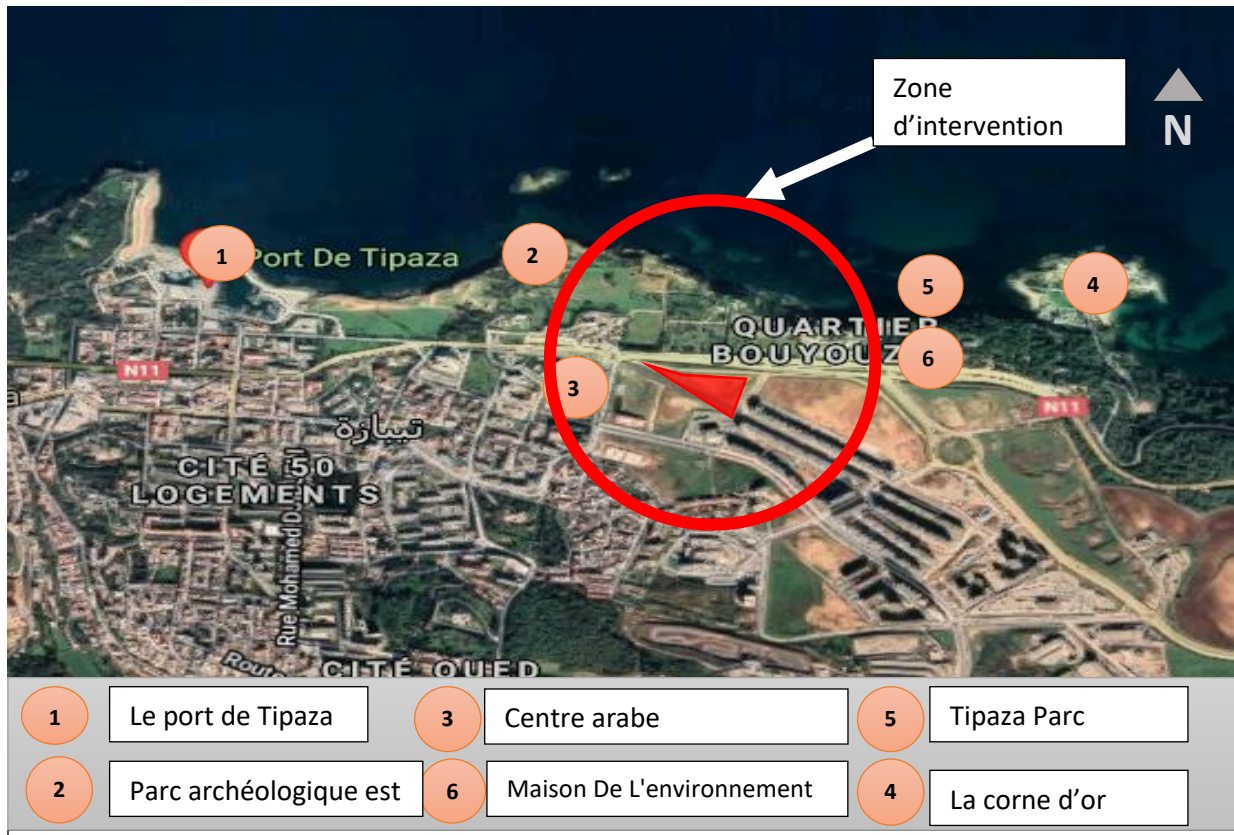 Zone
d'intervention
N
1
Port De Tipaza
2
5
4
QUARTIER
BOUYOUZ
6
N11
3
N11
تيبازة
CITÉ 50
LOGEMENTS
Rue Mohamed D
CITÉ OUED
1
Le port de Tipaza
3
Centre arabe
5
Tipaza Parc
2
Parc archéologique est
6
Maison De L'environnement
4
La corne d'or